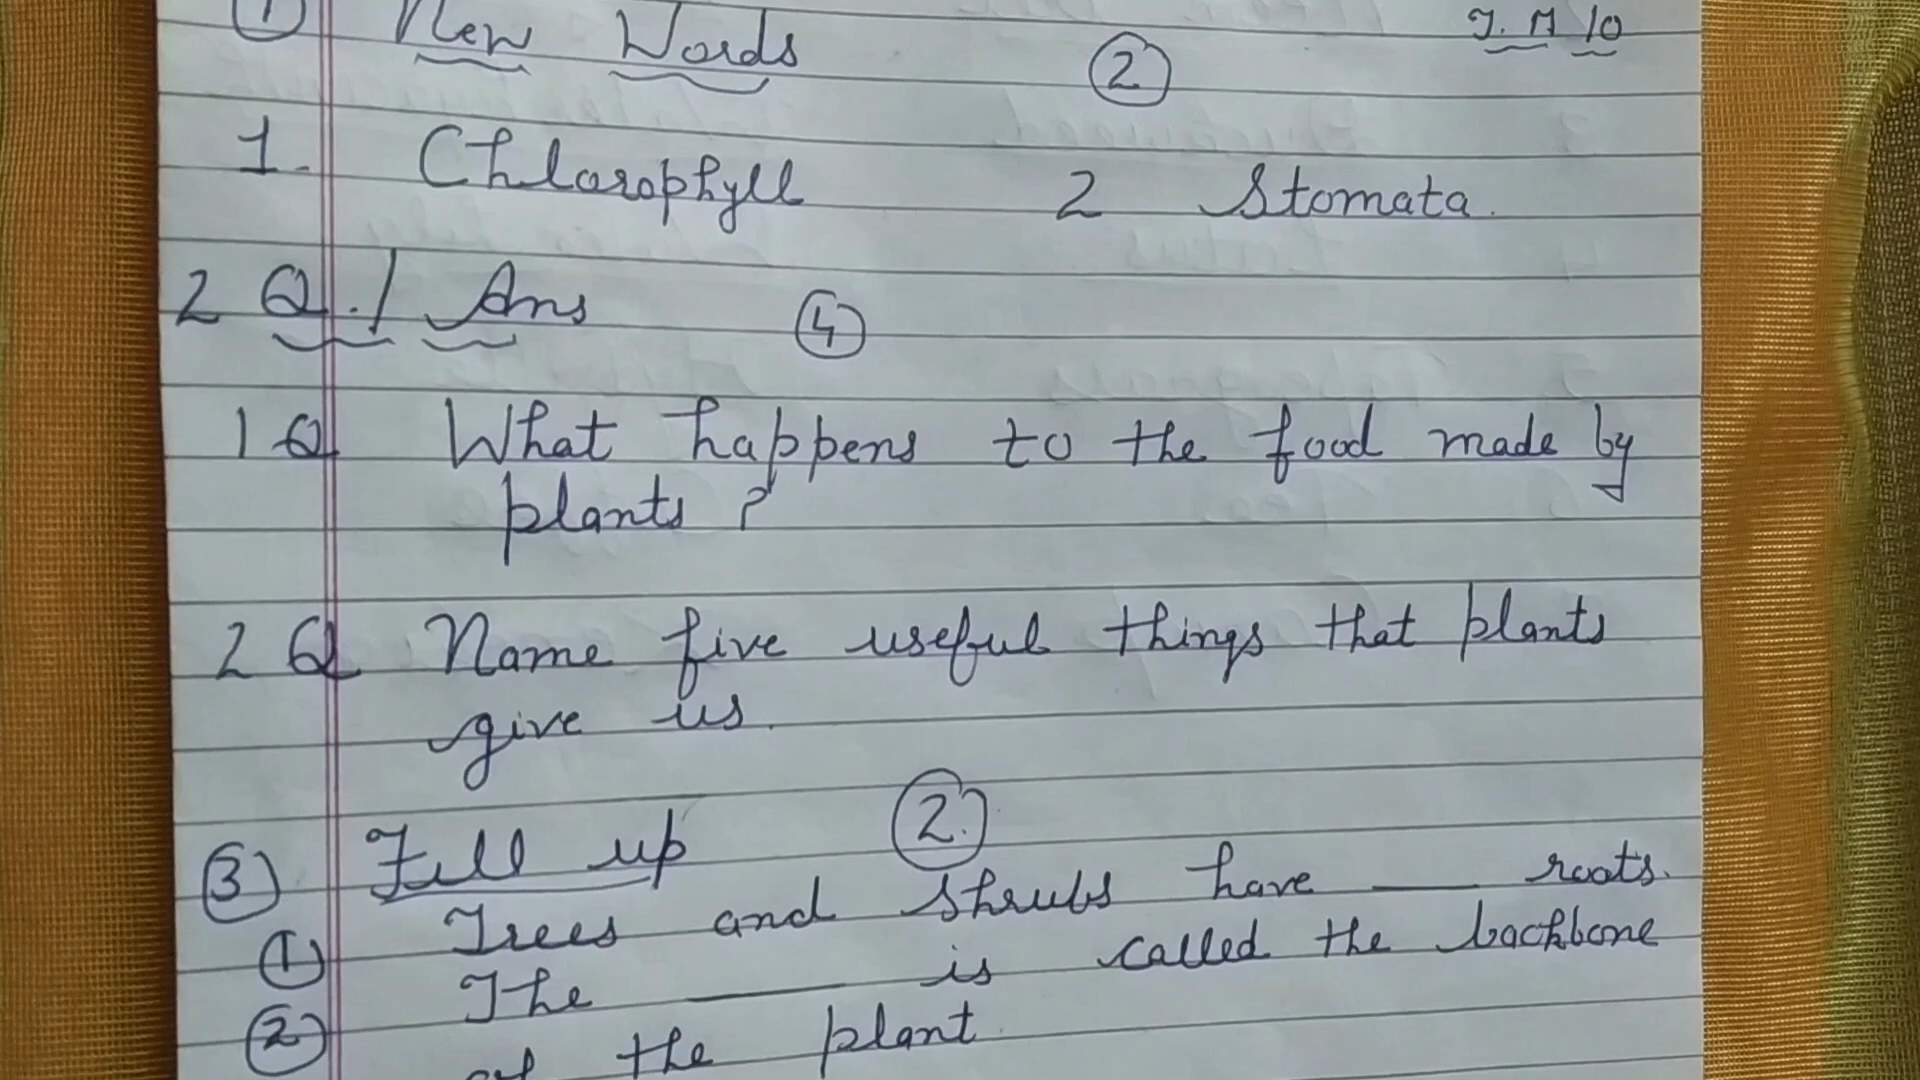 ① New Words ② T.M 10
1. Chlorophyll 2 Stomata.
2 Q./ Ans ④
1 Q What happens to the food made by
plants?
2 Q Name five useful things that plants
give us.
③ Fill up ②
① Trees and shrubs have ___ roots.
② The ___ is called the backbone
of the plant